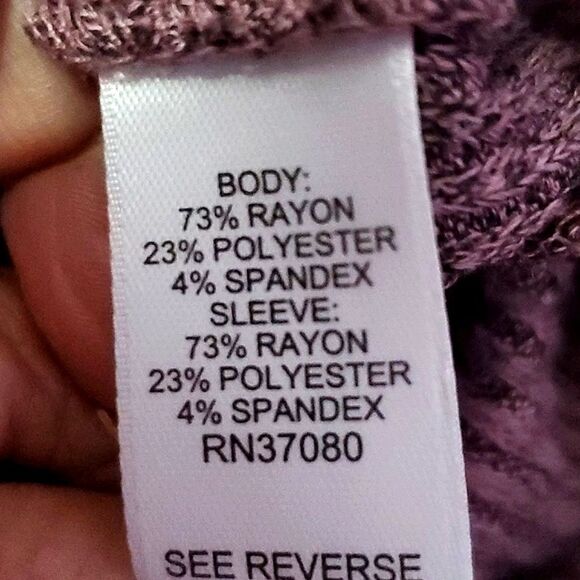 BODY:
73% RAYON
23% POLYESTER
4% SPANDEX
SLEEVE:
73% RAYON
23% POLYESTER
4% SPANDEX
RN37080
SEE REVERSE